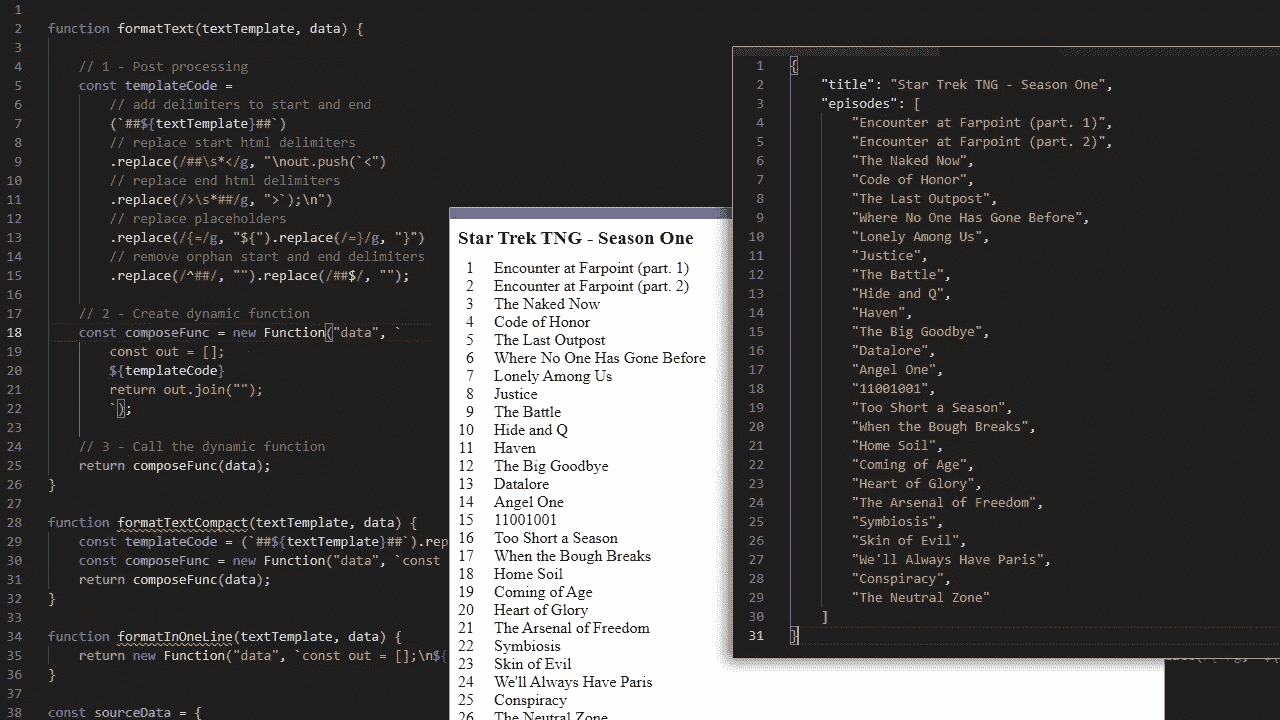 1
2 function formatText(textTemplate, data) {
3
4 // 1 - Post processing
5 const templateCode =
6 // add delimiters to start and end
7 (`##${textTemplate}##`)
8 // replace start html delimiters
9 .replace(/##\s*</g, "\nout.push(`<")
10 // replace end html delimiters
11 .replace(/>\s*##/g, ">`);\n")
12 // replace placeholders
13 .replace(/{=/g, "${").replace(/=}/g, "}")
14 // remove orphan start and end delimiters
15 .replace(/^##/, "").replace(/##$/, "");
16
17 // 2 - Create dynamic function
18 const composeFunc = new Function("data", `
19 const out = [];
20 ${templateCode}
21 return out.join("");
22 `);
23
24 // 3 - Call the dynamic function
25 return composeFunc(data);
26 }
27
28 function formatTextCompact(textTemplate, data) {
29 const templateCode = (`##${textTemplate}##`).rep
30 const composeFunc = new Function("data", `const
31 return composeFunc(data);
32 }
33
34 function formatInOneLine(textTemplate, data) {
35 return new Function("data", `const out = [];\n${
36 }
37
38 const sourceData = {
Star Trek TNG - Season One
1 Encounter at Farpoint (part. 1)
2 Encounter at Farpoint (part. 2)
3 The Naked Now
4 Code of Honor
5 The Last Outpost
6 Where No One Has Gone Before
7 Lonely Among Us
8 Justice
9 The Battle
10 Hide and Q
11 Haven
12 The Big Goodbye
13 Datalore
14 Angel One
15 11001001
16 Too Short a Season
17 When the Bough Breaks
18 Home Soil
19 Coming of Age
20 Heart of Glory
21 The Arsenal of Freedom
22 Symbiosis
23 Skin of Evil
24 We'll Always Have Paris
25 Conspiracy
26 The Neutral Zone
1 {
2 "title": "Star Trek TNG - Season One",
3 "episodes": [
4 "Encounter at Farpoint (part. 1)",
5 "Encounter at Farpoint (part. 2)",
6 "The Naked Now",
7 "Code of Honor",
8 "The Last Outpost",
9 "Where No One Has Gone Before",
10 "Lonely Among Us",
11 "Justice",
12 "The Battle",
13 "Hide and Q",
14 "Haven",
15 "The Big Goodbye",
16 "Datalore",
17 "Angel One",
18 "11001001",
19 "Too Short a Season",
20 "When the Bough Breaks",
21 "Home Soil",
22 "Coming of Age",
23 "Heart of Glory",
24 "The Arsenal of Freedom",
25 "Symbiosis",
26 "Skin of Evil",
27 "We'll Always Have Paris",
28 "Conspiracy",
29 "The Neutral Zone"
30 ]
31 }